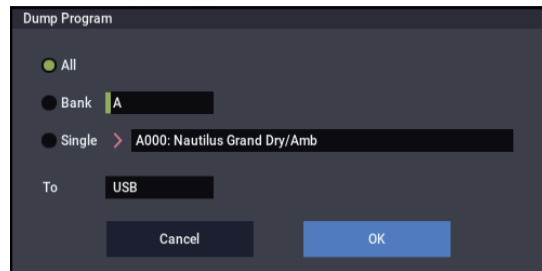 Dump Program
All
Bank A
Single > A000: Nautilus Grand Dry/Amb
To USB
Cancel OK